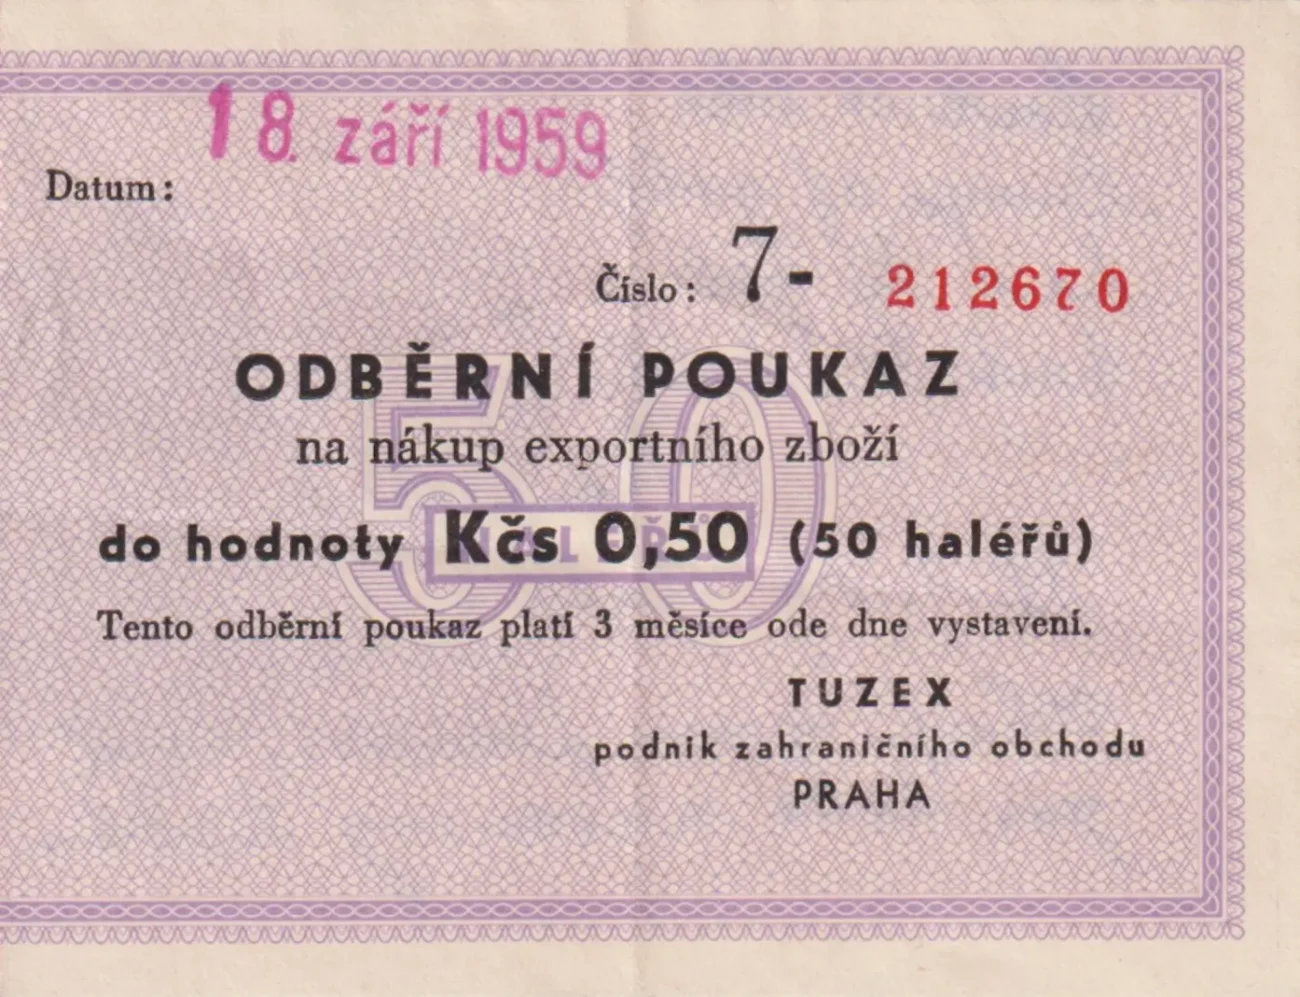 18. září 1959
Datum:
Číslo: 7- 212670
ODBĚRNÍ POUKAZ
na nákup exportního zboží
do hodnoty Kčs 0,50 (50 haléřů)
50
Tento odběrní poukaz platí 3 měsíce ode dne vystavení.
TUZEX
podnik zahraničního obchodu
PRAHA